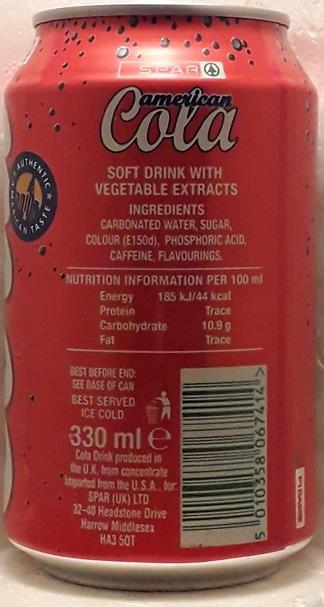 SPAR
american
Cola
AUTHENTIC
AMERICAN TASTE
SOFT DRINK WITH
VEGETABLE EXTRACTS
INGREDIENTS
CARBONATED WATER, SUGAR,
COLOUR (E150d), PHOSPHORIC ACID,
CAFFEINE, FLAVOURINGS.
NUTRITION INFORMATION PER 100 ml
Energy 185 kJ/44 kcal
Protein Trace
Carbohydrate 10.9 g
Fat Trace
BEST BEFORE END:
SEE BASE OF CAN
BEST SERVED
ICE COLD
330 ml e
Cola Drink produced in
the U.K. from concentrate
imported from the U.S.A., for:
SPAR (UK) LTD
32-40 Headstone Drive
Harrow Middlesex
HA3 5QT
5 010358 067414 >